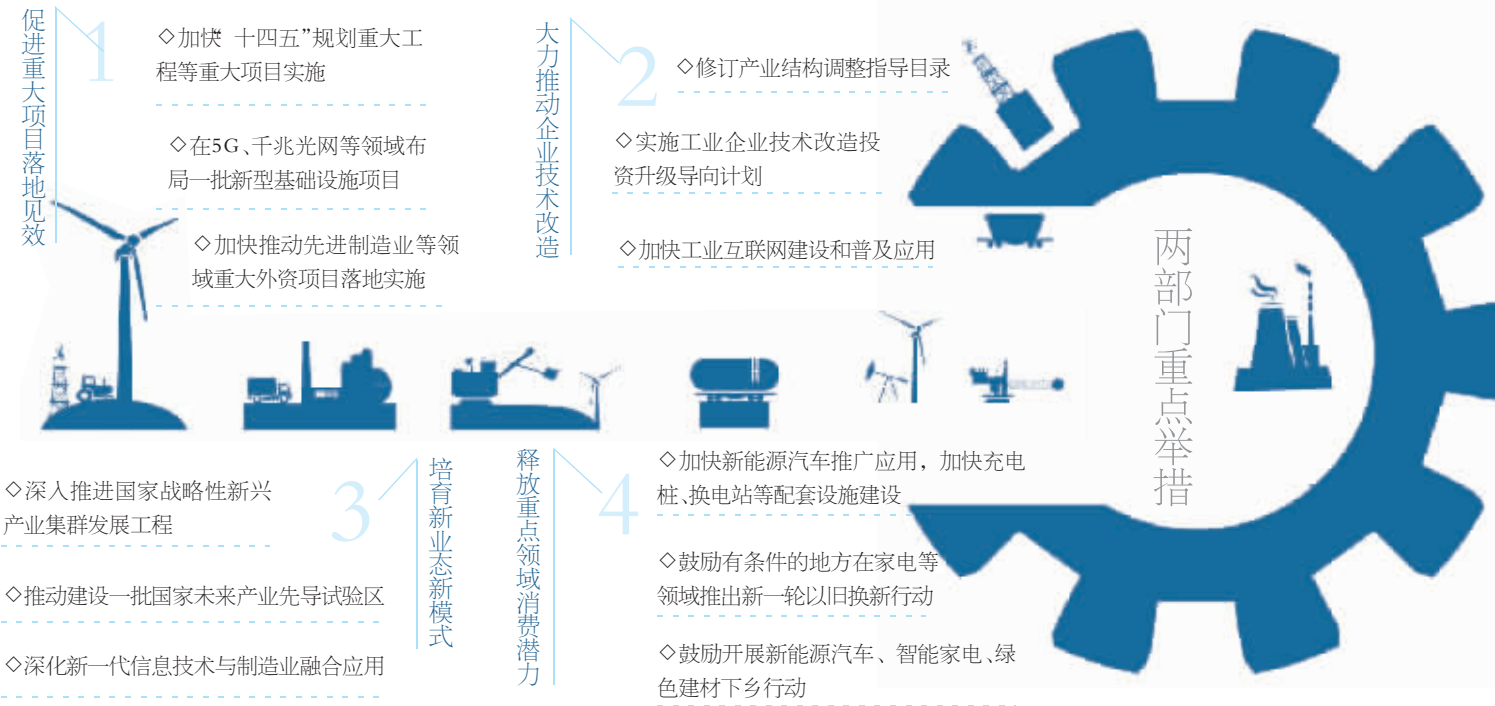 促进重大项目落地见效
1
◇加快“十四五”规划重大工
程等重大项目实施
◇在5G、千兆光网等领域布
局一批新型基础设施项目
◇加快推动先进制造业等领
域重大外资项目落地实施
大力推动企业技术改造
2
◇修订产业结构调整指导目录
◇实施工业企业技术改造投
资升级导向计划
◇加快工业互联网建设和普及应用
两部门重点举措
培育新业态新模式
3
◇深入推进国家战略性新兴
产业集群发展工程
◇推动建设一批国家未来产业先导试验区
◇深化新一代信息技术与制造业融合应用
释放重点领域消费潜力
4
◇加快新能源汽车推广应用，加快充电
桩、换电站等配套设施建设
◇鼓励有条件的地方在家电等
领域推出新一轮以旧换新行动
◇鼓励开展新能源汽车、智能家电、绿
色建材下乡行动